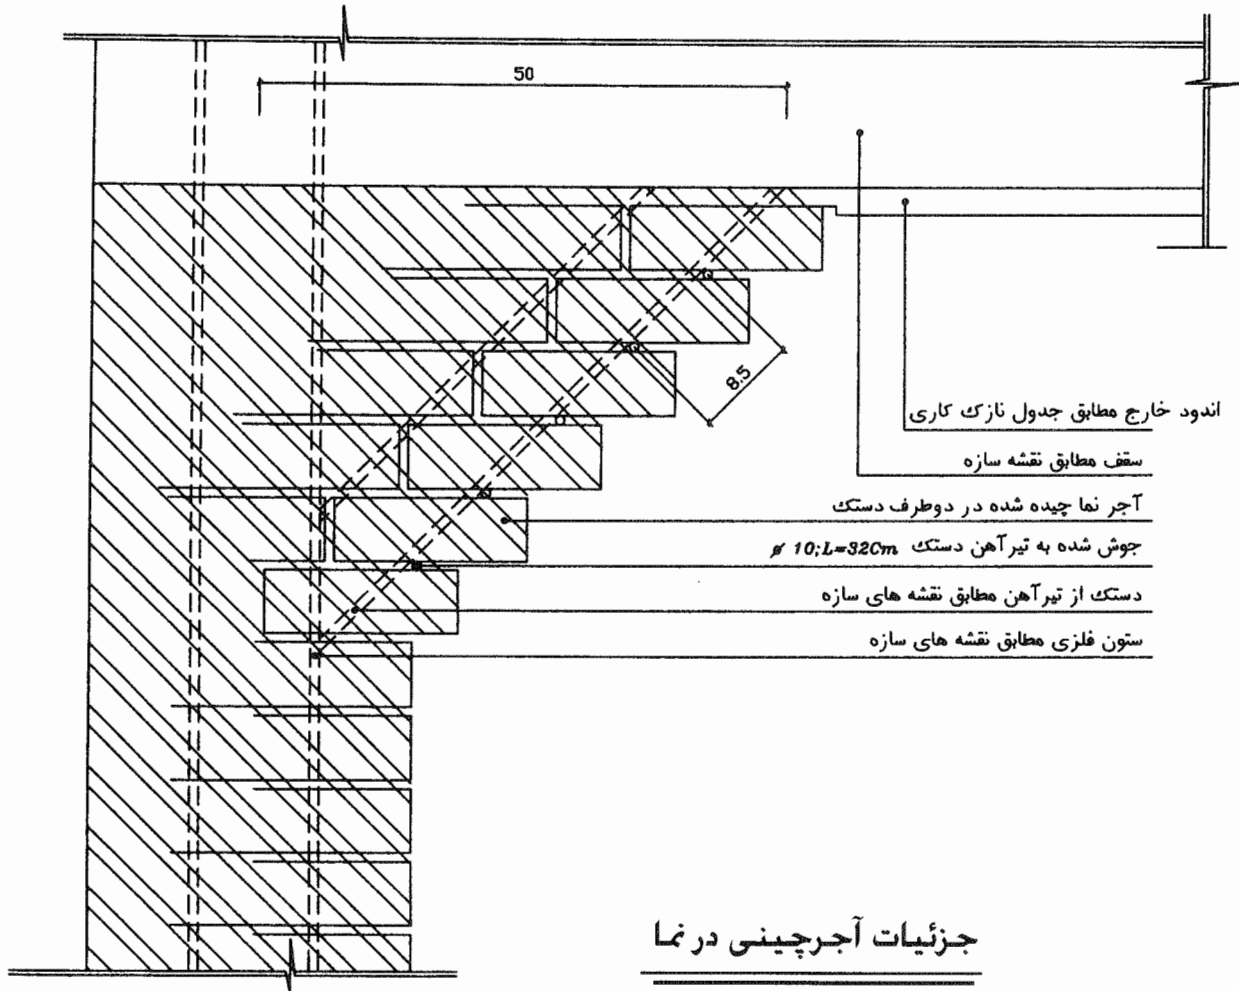 50
8.5
اندود خارج مطابق جدول نازک کاری
سقف مطابق نقشه سازه
آجر نما چیده شده در دوطرف دستک
جوش شده به تیرآهن دستک ø 10;L=32Cm
دستک از تیرآهن مطابق نقشه های سازه
ستون فلزی مطابق نقشه های سازه
جزئیات آجرچینی در نما